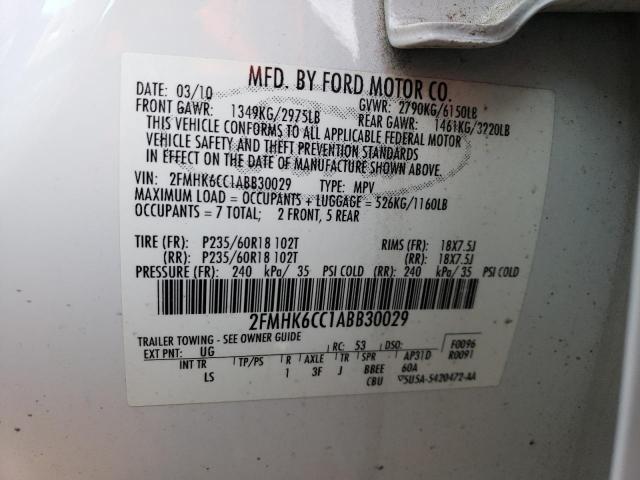 MFD. BY FORD MOTOR CO.
DATE: 03/10 GVWR: 2790KG/6150LB
FRONT GAWR: 1349KG/2975LB REAR GAWR: 1461KG/3220LB
THIS VEHICLE CONFORMS TO ALL APPLICABLE FEDERAL MOTOR
VEHICLE SAFETY AND THEFT PREVENTION STANDARDS
IN EFFECT ON THE DATE OF MANUFACTURE SHOWN ABOVE.
VIN: 2FMHK6CC1ABB30029 TYPE: MPV
MAXIMUM LOAD = OCCUPANTS + LUGGAGE = 526KG/1160LB
OCCUPANTS = 7 TOTAL; 2 FRONT, 5 REAR
TIRE (FR): P235/60R18 102T RIMS (FR): 18X7.5J
(RR): P235/60R18 102T (RR): 18X7.5J
PRESSURE (FR): 240 kPa/ 35 PSI COLD (RR): 240 kPa/ 35 PSI COLD
2FMHK6CC1ABB30029
TRAILER TOWING - SEE OWNER GUIDE F0096
EXT PNT: UG RC: 53 DSO: R0091
INT TR TP/PS R AXLE TR SPR AP31D
LS 1 3F J BBEE 60A
CBU 5U5A-5420472-AA